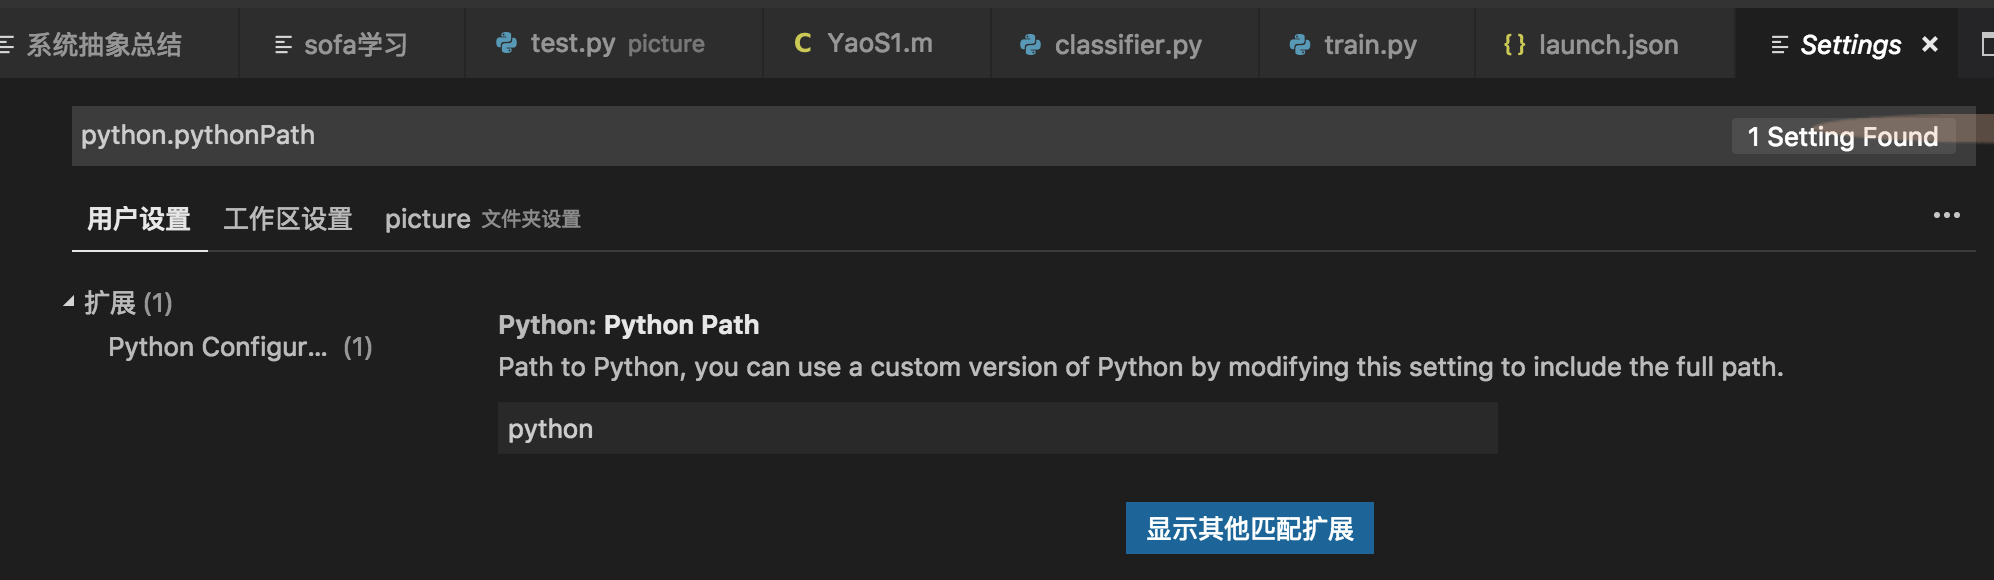 系统抽象总结 sofa学习 test.py picture YaoS1.m classifier.py train.py launch.json Settings
python.pythonPath 1 Setting Found
用户设置 工作区设置 picture 文件夹设置
扩展 (1)
Python Configur... (1)
Python: Python Path
Path to Python, you can use a custom version of Python by modifying this setting to include the full path.
python
显示其他匹配扩展